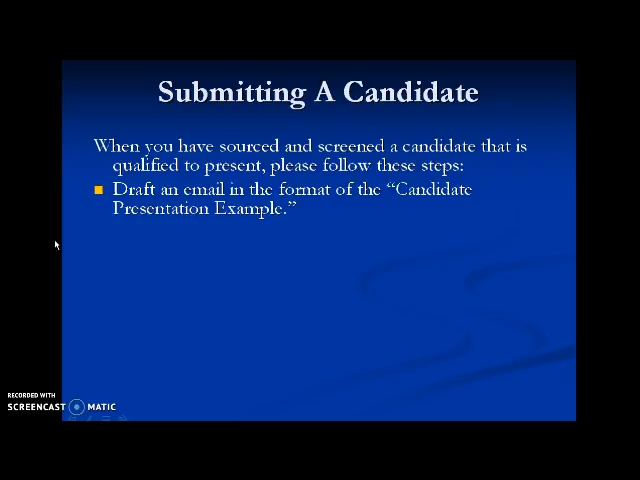 Submitting A Candidate
When you have sourced and screened a candidate that is
qualified to present, please follow these steps:
Draft an email in the format of the “Candidate
Presentation Example.”
RECORDED WITH
SCREENCAST MATIC